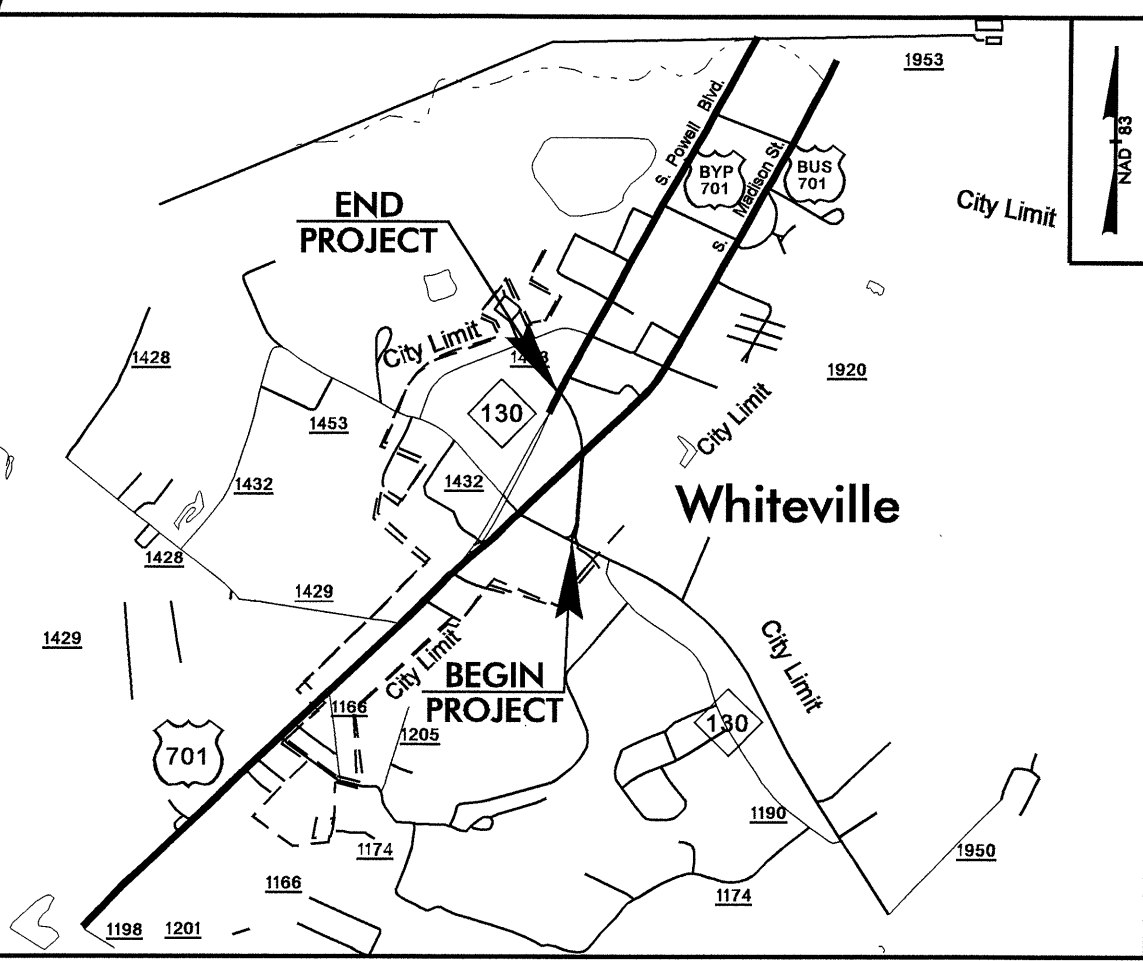 1953
NAD 83
S. Powell Blvd.
BYP
701
S. Madison St.
BUS
701
City Limit
END
PROJECT
City Limit
1428
1920
130
City Limit
1453
1432
1432
Whiteville
1428
1429
1429
City Limit
City Limit
BEGIN
PROJECT
1166
130
1205
701
1190
1174
1950
1166
1174
1198
1201